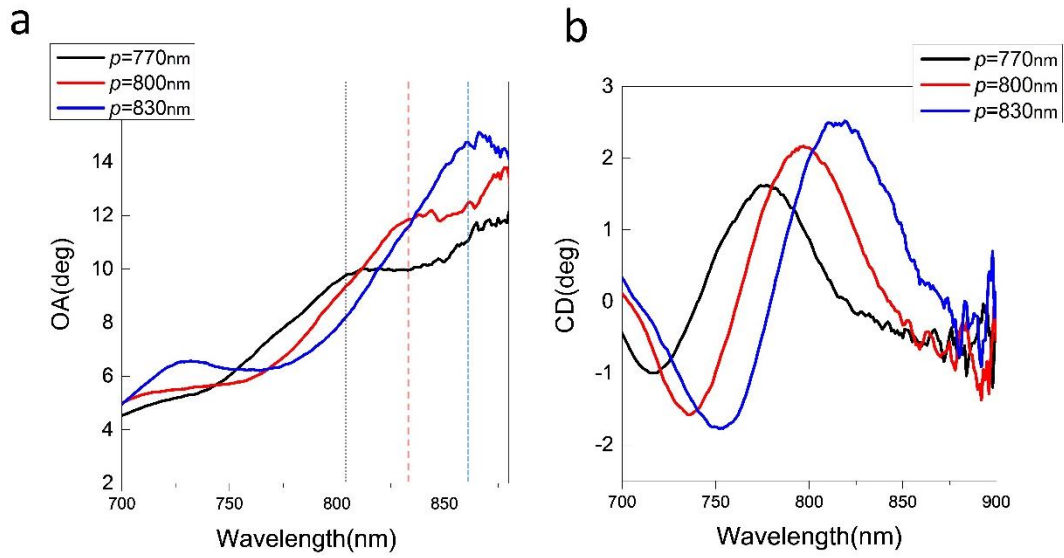 a
p=770nm
p=800nm
p=830nm
14
12
10
8
6
4
2
OA(deg)
700
750
800
850
Wavelength(nm)
b
p=770nm
p=800nm
p=830nm
3
2
1
0
-1
-2
CD(deg)
700
750
800
850
900
Wavelength(nm)